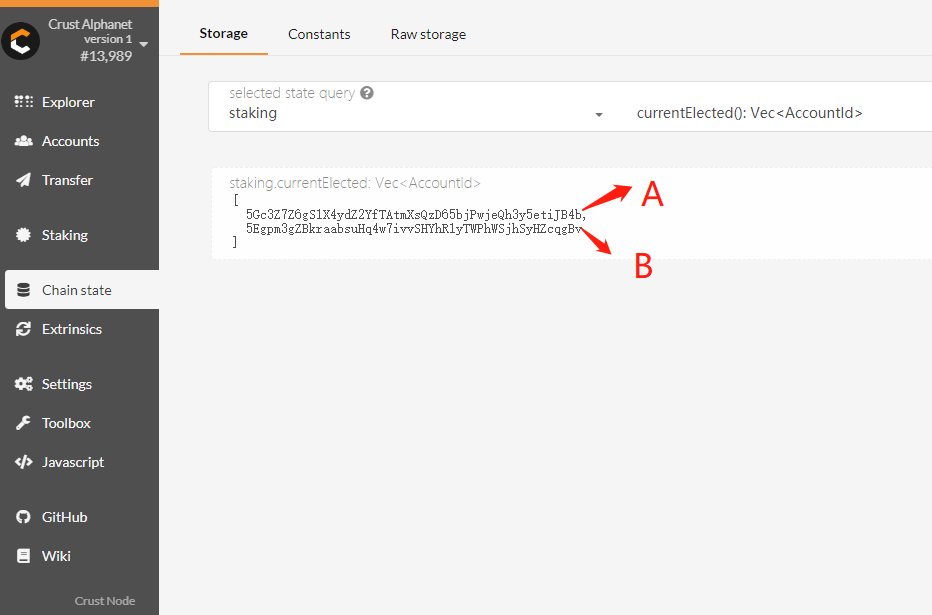 Crust Alphanet
version 1
#13,989
Explorer
Accounts
Transfer
Staking
Chain state
Extrinsics
Settings
Toolbox
Javascript
GitHub
Wiki
Crust Node
Storage Constants Raw storage
selected state query
staking
currentElected(): Vec<AccountId>
staking.currentElected: Vec<AccountId>
[
5Gc3Z7Z6gS1X4ydZ2YfTAtmXsQzD65bjPwjeQh3y5etiJB4b,
5Egpm3gZBkraabsuHq4w7ivvSHYhR1yTWPhWSjhSyHZcqgBv
]
A
B